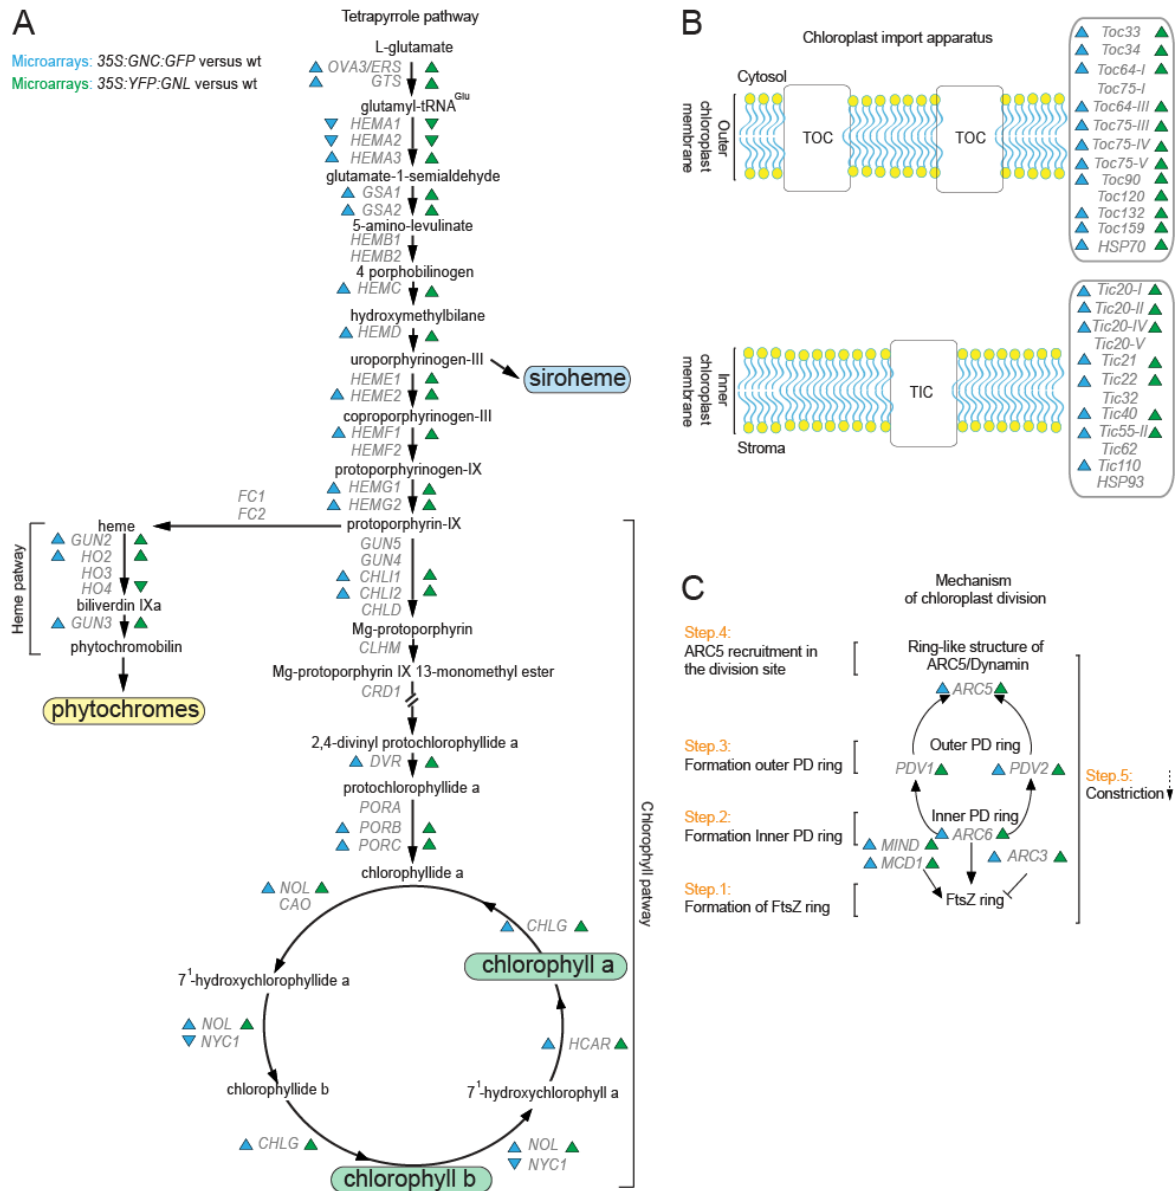 A
Tetrapyrrole pathway
Microarrays: 35S:GNC:GFP versus wt
Microarrays: 35S:YFP:GNL versus wt
L-glutamate
OVA3/ERS
GTS
glutamyl-tRNA^Glu
HEMA1
HEMA2
HEMA3
glutamate-1-semialdehyde
GSA1
GSA2
5-amino-levulinate
HEMB1
HEMB2
4 porphobilinogen
HEMC
hydroxymethylbilane
HEMD
uroporphyrinogen-III
siroheme
HEME1
HEME2
coproporphyrinogen-III
HEMF1
HEMF2
protoporphyrinogen-IX
HEMG1
HEMG2
protoporphyrin-IX
FC1
FC2
Heme patway
heme
GUN2
HO2
HO3
HO4
biliverdin IXa
GUN3
phytochromobilin
phytochromes
Chlorophyll patway
GUN5
GUN4
CHLI1
CHLI2
CHLD
Mg-protoporphyrin
CLHM
Mg-protoporphyrin IX 13-monomethyl ester
CRD1
2,4-divinyl protochlorophyllide a
DVR
protochlorophyllide a
PORA
PORB
PORC
chlorophyllide a
NOL
CAO
CHLG
chlorophyll a
7^1-hydroxychlorophyllide a
NOL
NYC1
HCAR
chlorophyllide b
7^1-hydroxychlorophyll a
CHLG
NOL
NYC1
chlorophyll b
B
Chloroplast import apparatus
Cytosol
Outer
chloroplast
membrane
TOC
TOC
Toc33
Toc34
Toc64-I
Toc75-I
Toc64-III
Toc75-III
Toc75-IV
Toc75-V
Toc90
Toc120
Toc132
Toc159
HSP70
Inner
chloroplast
membrane
TIC
Stroma
Tic20-I
Tic20-II
Tic20-IV
Tic20-V
Tic21
Tic22
Tic32
Tic40
Tic55-II
Tic62
Tic110
HSP93
C
Mechanism
of chloroplast division
Step.4:
ARC5 recruitment in
the division site
Ring-like structure of
ARC5/Dynamin
ARC5
Step.3:
Formation outer PD ring
Outer PD ring
PDV1
PDV2
Step.5:
Constriction
Step.2:
Formation Inner PD ring
Inner PD ring
ARC6
MIND
MCD1
ARC3
Step.1:
Formation of FtsZ ring
FtsZ ring